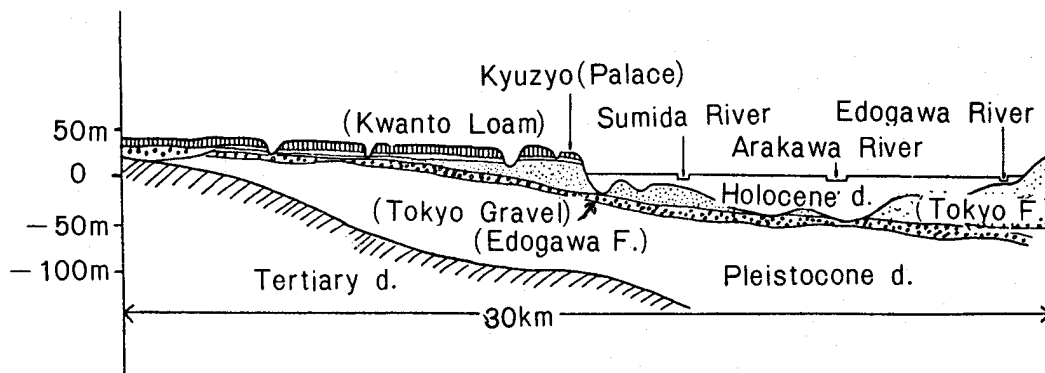 Kyuzyo(Palace)
Sumida River
Edogawa River
50m
(Kwanto Loam)
Arakawa River
0
Holocene d.
(Tokyo Gravel)
(Tokyo F.)
−50m
(Edogawa F.)
−100m
Tertiary d.
Pleistocone d.
30km